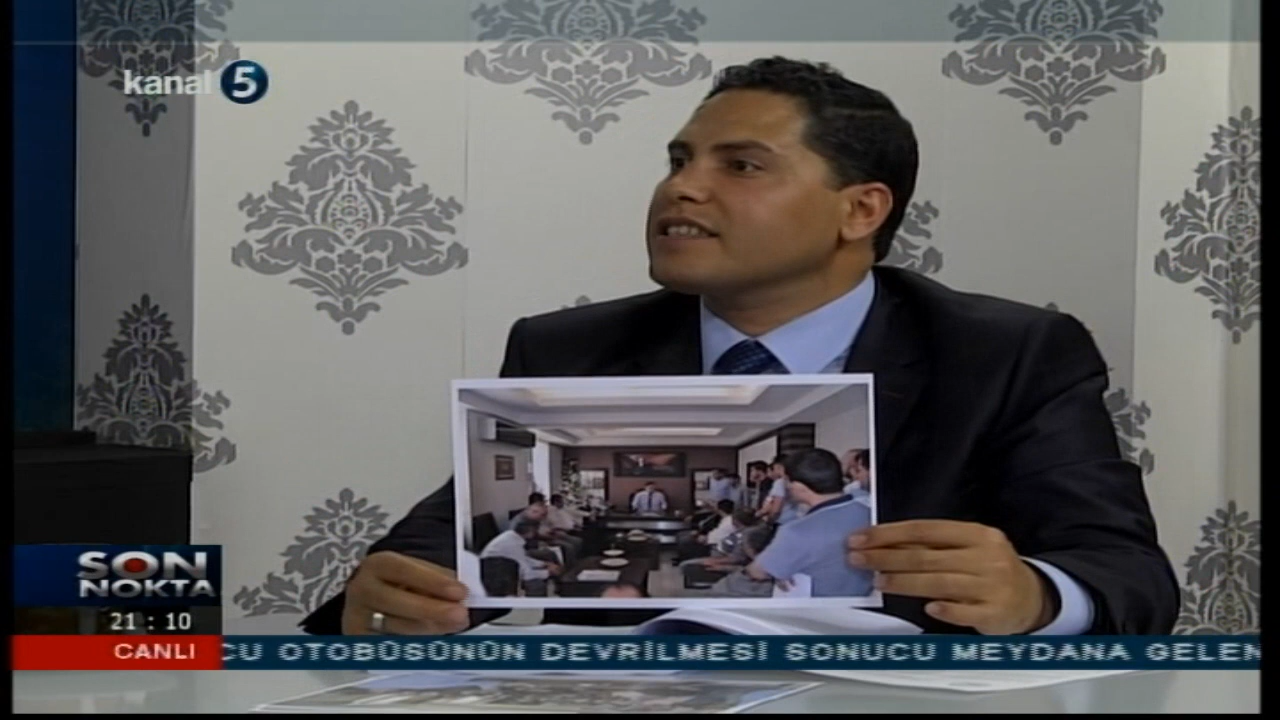 kanal 5
SON
NOKTA
21 : 10
CANLI
CU OTOBÜSÜNÜN DEVRİLMESİ SONUCU MEYDANA GELEN